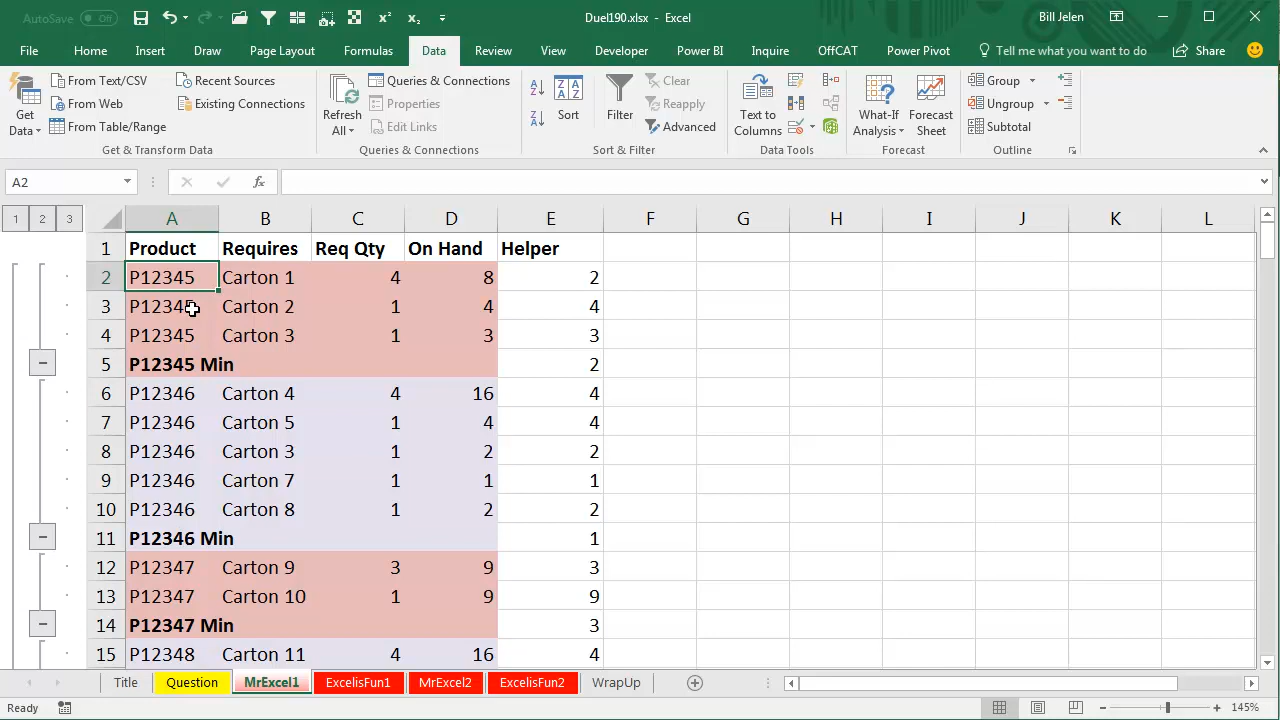 AutoSave Off
Duel190.xlsx - Excel
Bill Jelen
File Home Insert Draw Page Layout Formulas Data Review View Developer Power BI Inquire OffCAT Power Pivot Tell me what you want to do Share
Get Data
From Text/CSV
From Web
From Table/Range
Recent Sources
Existing Connections
Get & Transform Data
Refresh All
Queries & Connections
Properties
Edit Links
Queries & Connections
Sort
Filter
Clear
Reapply
Advanced
Sort & Filter
Text to Columns
Data Tools
What-If Analysis
Forecast Sheet
Forecast
Group
Ungroup
Subtotal
Outline
A2
fx
1 2 3
A B C D E F G H I J K L
1 Product Requires Req Qty On Hand Helper
2 P12345 Carton 1 4 8 2
3 P12345 Carton 2 1 4 4
4 P12345 Carton 3 1 3 3
5 P12345 Min 2
6 P12346 Carton 4 4 16 4
7 P12346 Carton 5 1 4 4
8 P12346 Carton 3 1 2 2
9 P12346 Carton 7 1 1 1
10 P12346 Carton 8 1 2 2
11 P12346 Min 1
12 P12347 Carton 9 3 9 3
13 P12347 Carton 10 1 9 9
14 P12347 Min 3
15 P12348 Carton 11 4 16 4
Title Question MrExcel1 ExcelisFun1 MrExcel2 ExcelisFun2 WrapUp
Ready
145%